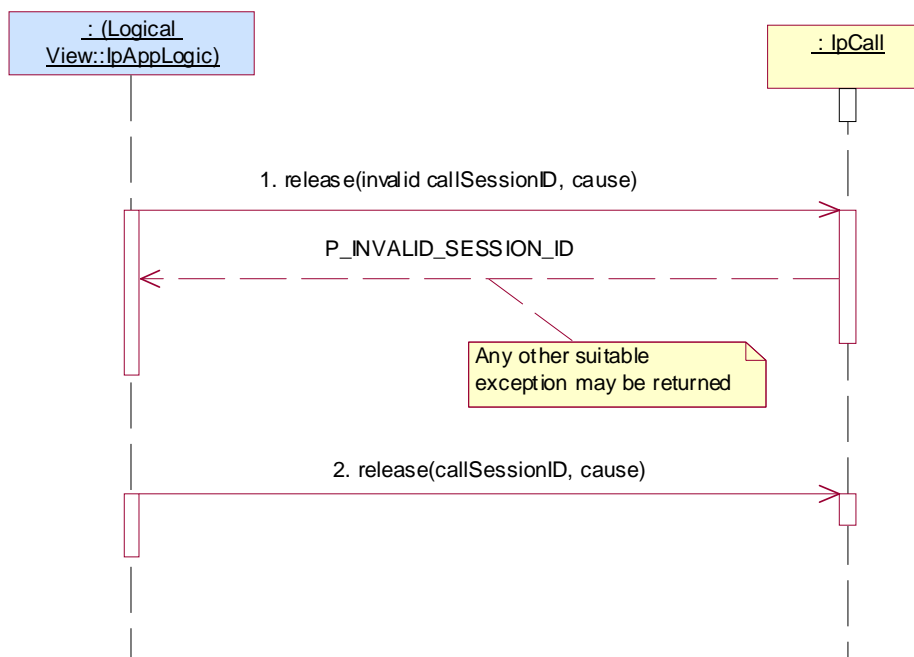 : (Logical
View::IpAppLogic)
: IpCall
1. release(invalid callSessionID, cause)
P_INVALID_SESSION_ID
Any other suitable
exception may be returned
2. release(callSessionID, cause)